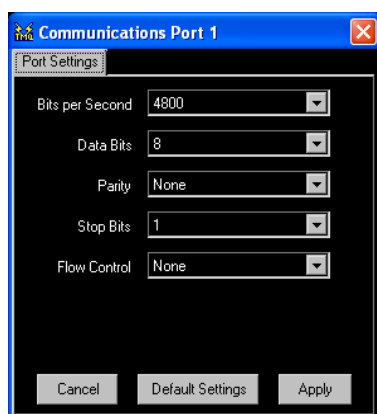 TMQ Communications Port 1
Port Settings
Bits per Second 4800
Data Bits 8
Parity None
Stop Bits 1
Flow Control None
Cancel Default Settings Apply